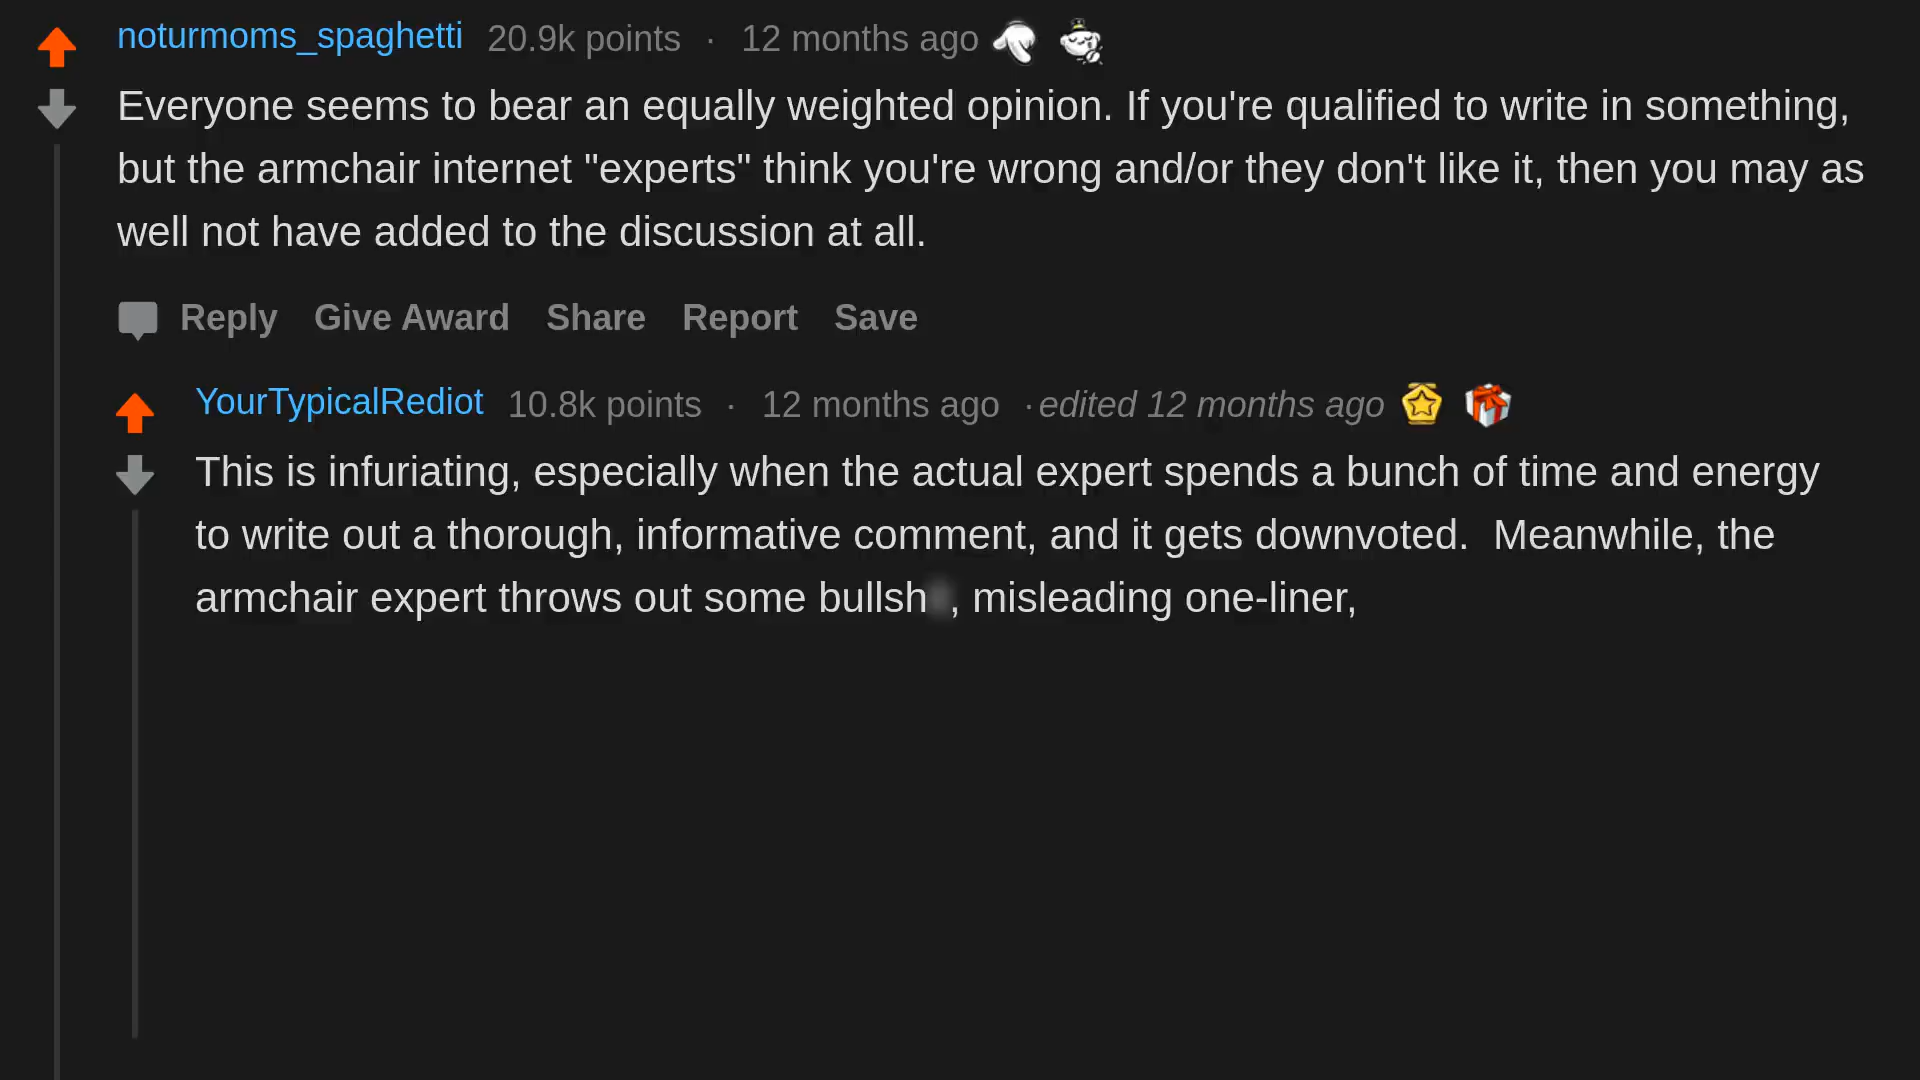 noturmoms_spaghetti 20.9k points · 12 months ago
Everyone seems to bear an equally weighted opinion. If you're qualified to write in something,
but the armchair internet "experts" think you're wrong and/or they don't like it, then you may as
well not have added to the discussion at all.
Reply Give Award Share Report Save
YourTypicalRediot 10.8k points · 12 months ago · edited 12 months ago
This is infuriating, especially when the actual expert spends a bunch of time and energy
to write out a thorough, informative comment, and it gets downvoted. Meanwhile, the
armchair expert throws out some bullsh , misleading one-liner,